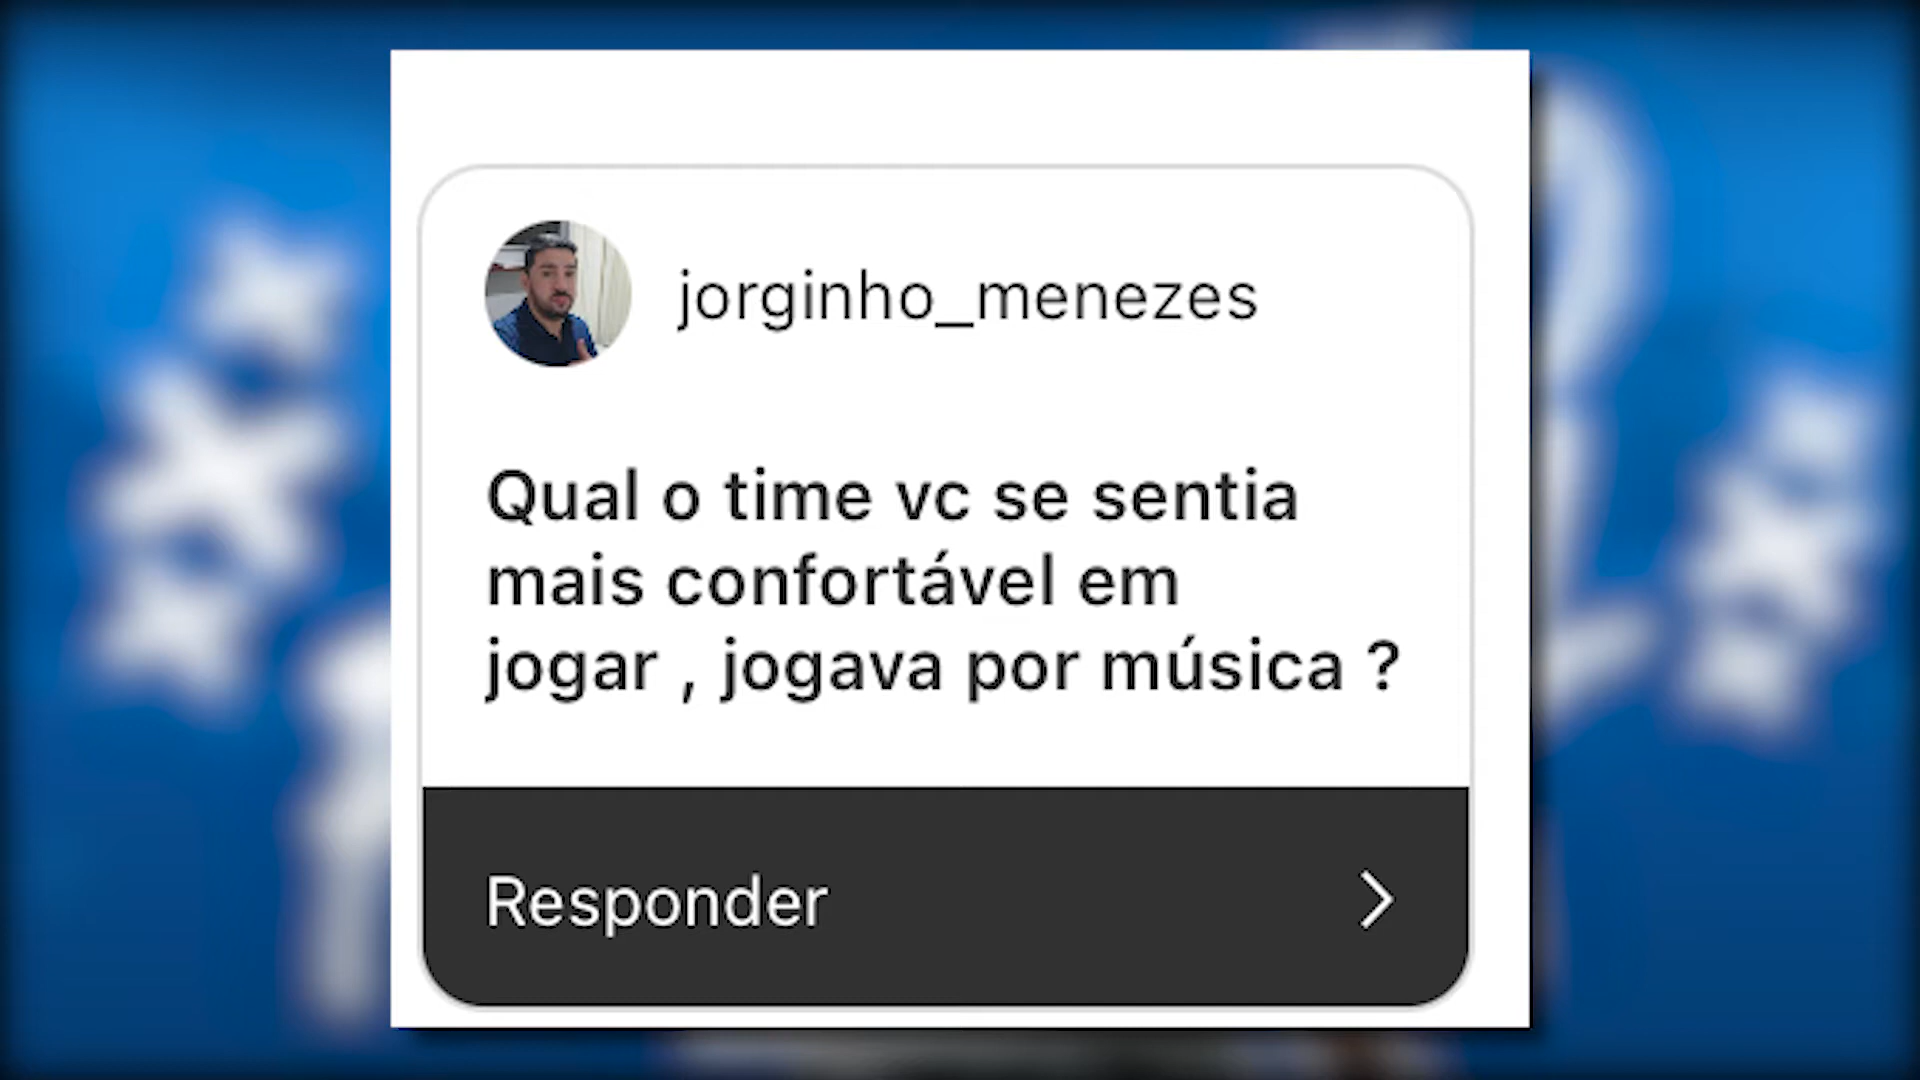 jorginho_menezes
Qual o time vc se sentia
mais confortável em
jogar , jogava por música ?
Responder